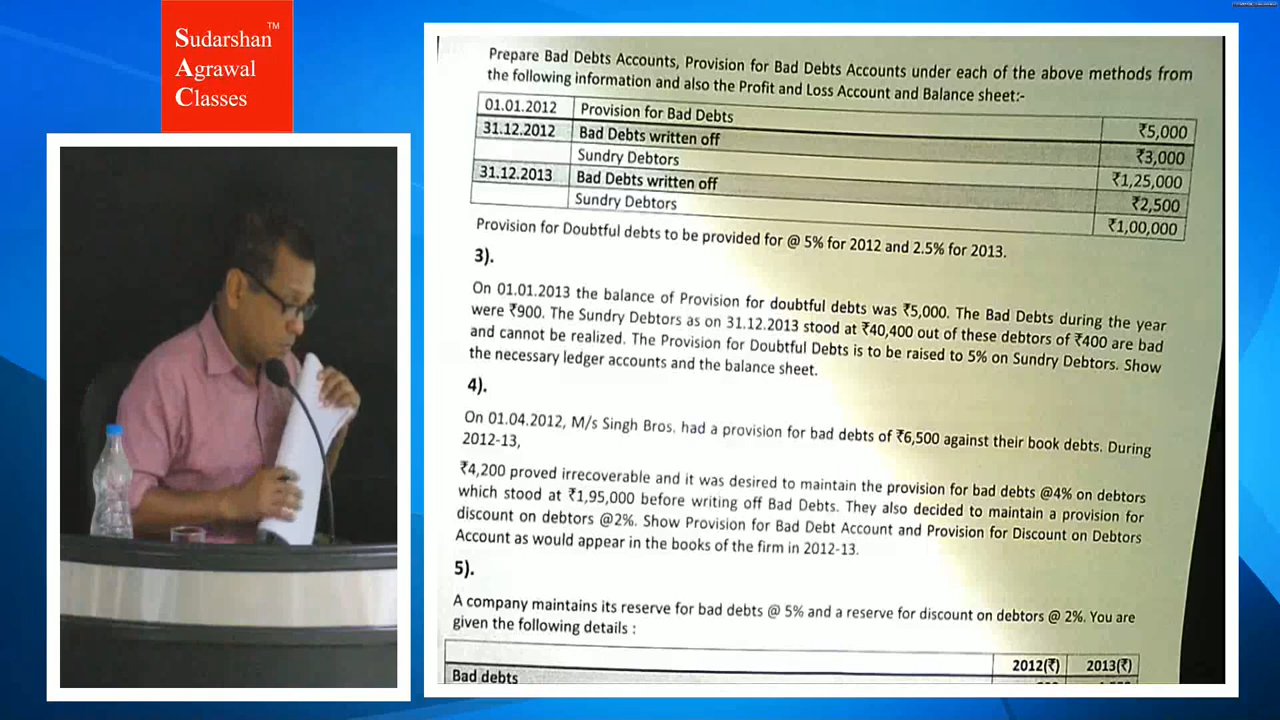 Sudarshan™
Agrawal
Classes
Prepare Bad Debts Accounts, Provision for Bad Debts Accounts under each of the above methods from
the following information and also the Profit and Loss Account and Balance sheet:-
01.01.2012 Provision for Bad Debts ₹5,000
31.12.2012 Bad Debts written off ₹3,000
Sundry Debtors ₹1,25,000
31.12.2013 Bad Debts written off ₹2,500
Sundry Debtors ₹1,00,000
Provision for Doubtful debts to be provided for @ 5% for 2012 and 2.5% for 2013.
3).
On 01.01.2013 the balance of Provision for doubtful debts was ₹5,000. The Bad Debts during the year
were ₹900. The Sundry Debtors as on 31.12.2013 stood at ₹40,400 out of these debtors of ₹400 are bad
and cannot be realized. The Provision for Doubtful Debts is to be raised to 5% on Sundry Debtors. Show
the necessary ledger accounts and the balance sheet.
4).
On 01.04.2012, M/s Singh Bros. had a provision for bad debts of ₹6,500 against their book debts. During
2012-13,
₹4,200 proved irrecoverable and it was desired to maintain the provision for bad debts @4% on debtors
which stood at ₹1,95,000 before writing off Bad Debts. They also decided to maintain a provision for
discount on debtors @2%. Show Provision for Bad Debt Account and Provision for Discount on Debtors
Account as would appear in the books of the firm in 2012-13.
5).
A company maintains its reserve for bad debts @ 5% and a reserve for discount on debtors @ 2%. You are
given the following details :
2012(₹) 2013(₹)
Bad debts